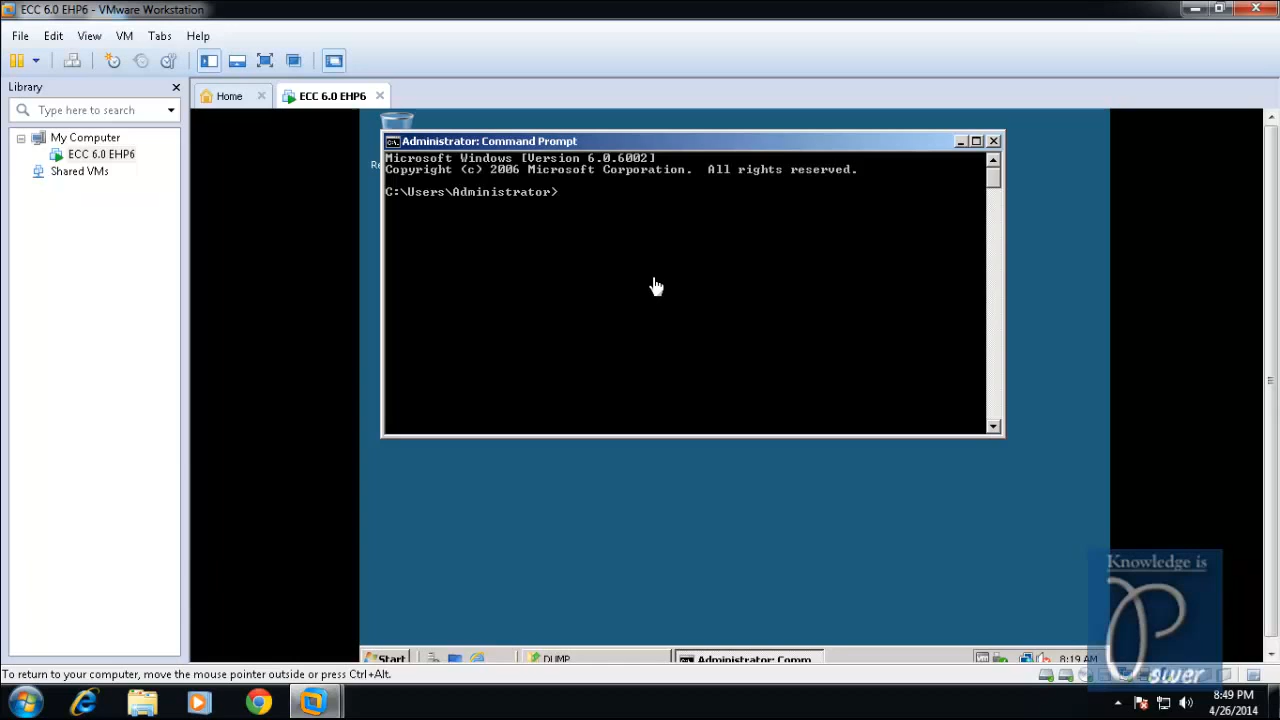 ECC 6.0 EHP6 - VMware Workstation
File Edit View VM Tabs Help
Library
Type here to search
My Computer
ECC 6.0 EHP6
Shared VMs
Home
ECC 6.0 EHP6
Administrator: Command Prompt
Microsoft Windows [Version 6.0.6002]
Copyright (c) 2006 Microsoft Corporation. All rights reserved.
C:\Users\Administrator>
Start
DUMP
Administrator: Comm
8:19 AM
Knowledge is
Power
To return to your computer, move the mouse pointer outside or press Ctrl+Alt.
8:49 PM
4/26/2014